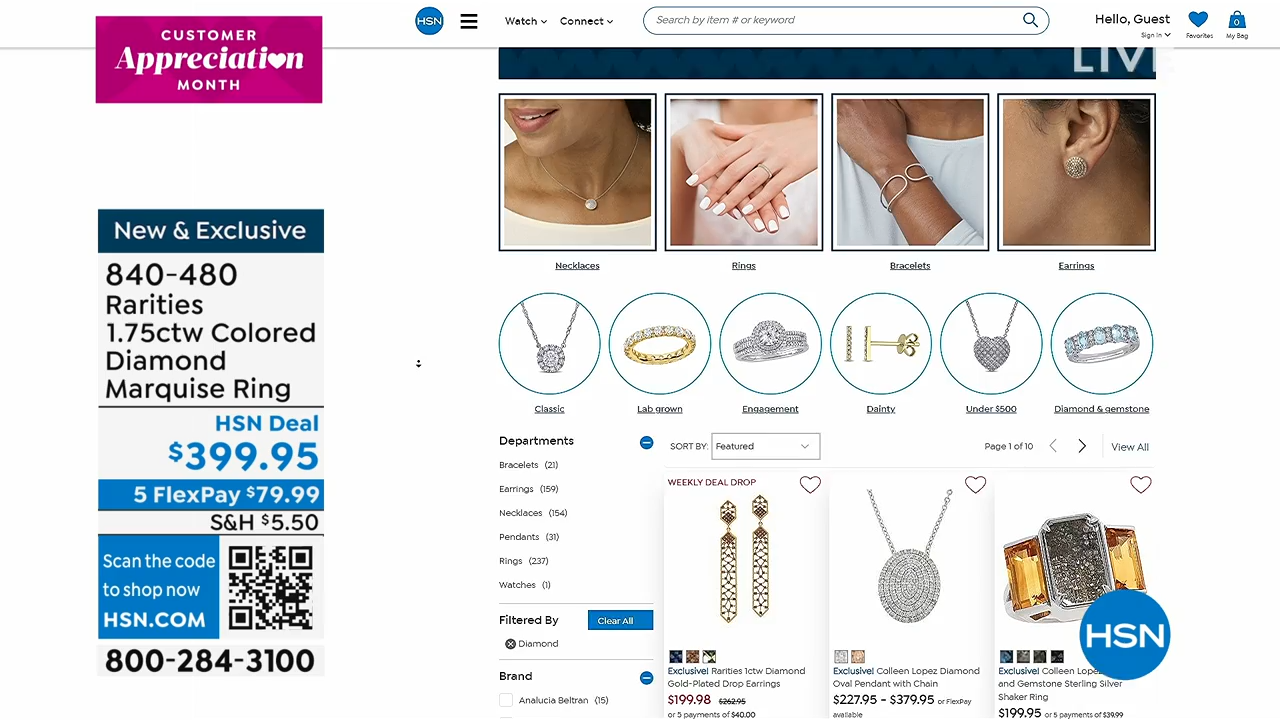 CUSTOMER
Appreciation
MONTH
HSN
Watch
Connect
Search by item # or keyword
Hello, Guest
Sign In
Favorites
0
My Bag
LIVE
New & Exclusive
840-480
Rarities
1.75ctw Colored
Diamond
Marquise Ring
HSN Deal
$399.95
5 FlexPay $79.99
S&H $5.50
Scan the code
to shop now
HSN.COM
800-284-3100
Necklaces
Rings
Bracelets
Earrings
Classic
Lab grown
Engagement
Dainty
Under $500
Diamond & gemstone
Departments
Bracelets (21)
Earrings (159)
Necklaces (154)
Pendants (31)
Rings (237)
Watches (1)
Filtered By
Clear All
Diamond
Brand
Analucia Beltran (15)
SORT BY: Featured
Page 1 of 10
View All
WEEKLY DEAL DROP
Exclusive! Rarities 1ctw Diamond
Gold-Plated Drop Earrings
$199.98 $262.95
or 5 payments of $40.00
Exclusive! Colleen Lopez Diamond
Oval Pendant with Chain
$227.95 - $379.95 or FlexPay
available
Exclusive! Colleen
and Gemstone Sterling Silver
Shaker Ring
$199.95 or 5 payments of $39.99
HSN